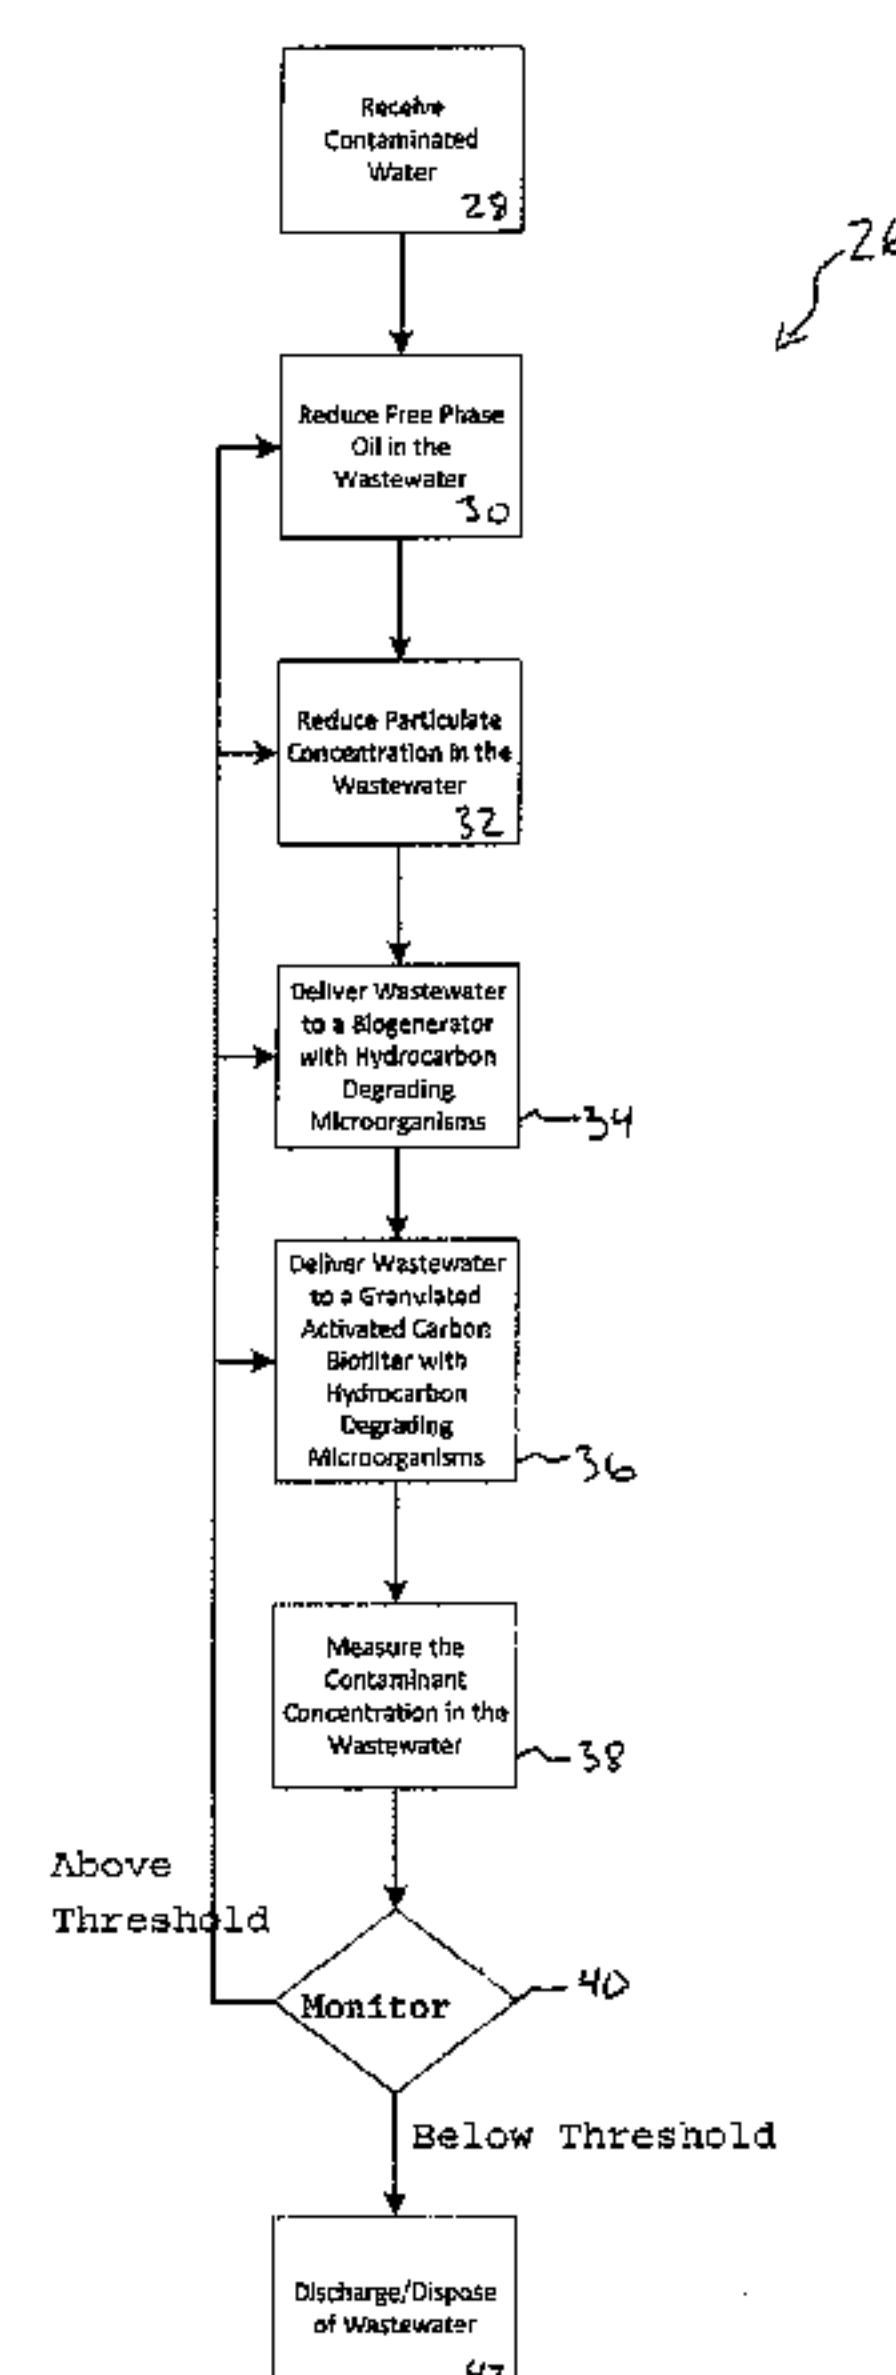 Receive
Contaminated
Water
28
26
Reduce Free Phase
Oil in the
Wastewater
30
Reduce Particulate
Concentration in the
Wastewater
32
Deliver Wastewater
to a Biogenerator
with Hydrocarbon
Degrading
Microorganisms
34
Deliver Wastewater
to a Granulated
Activated Carbon
Biofilter with
Hydrocarbon
Degrading
Microorganisms
36
Measure the
Contaminant
Concentration in the
Wastewater
38
Above
Threshold
Monitor
40
Below Threshold
Discharge/Dispose
of Wastewater